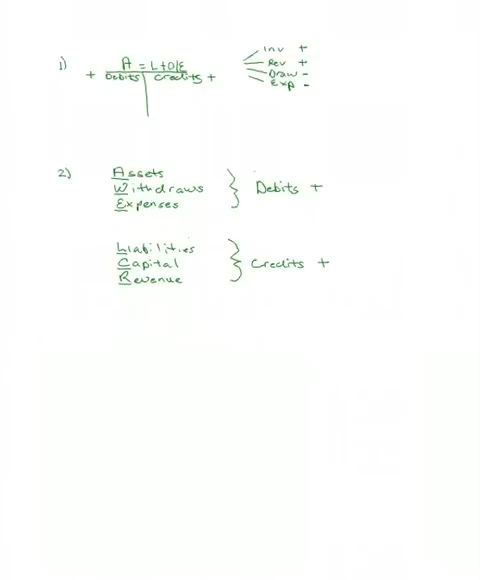 1) A = L + O/E
+ Debits Credits +
Inv +
Rev +
Draw -
Exp -
2) Assets
Withdraws
Expenses
Debits +
Liabilities
Capital
Revenue
Credits +